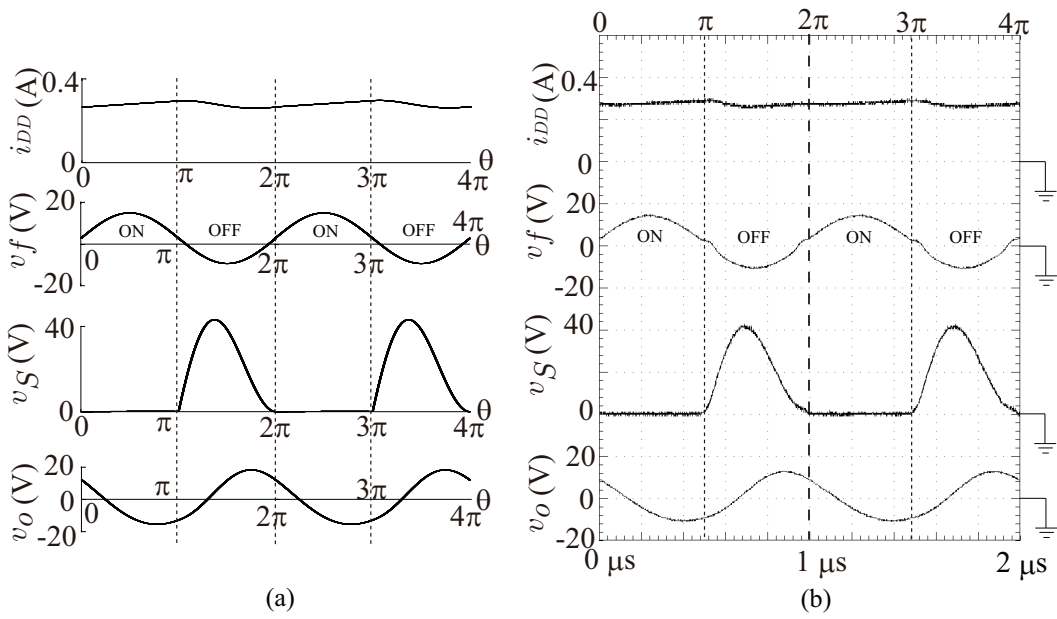 0 π 2π 3π 4π
0.4
i_DD (A)
0
0 π 2π 3π 4π θ
20
v_f (V)
ON OFF ON OFF 4π
θ
0 π 2π 3π
-20
40
v_S (V)
0
0 π 2π 3π 4π θ
20
v_o (V)
π 3π θ
0
0 2π 4π
-20
(a)
0.4
i_DD (A)
0
20
v_f (V)
0
ON OFF ON OFF
-20
40
v_S (V)
0
20
v_o (V)
0
-20
0 μs 1 μs 2 μs
(b)